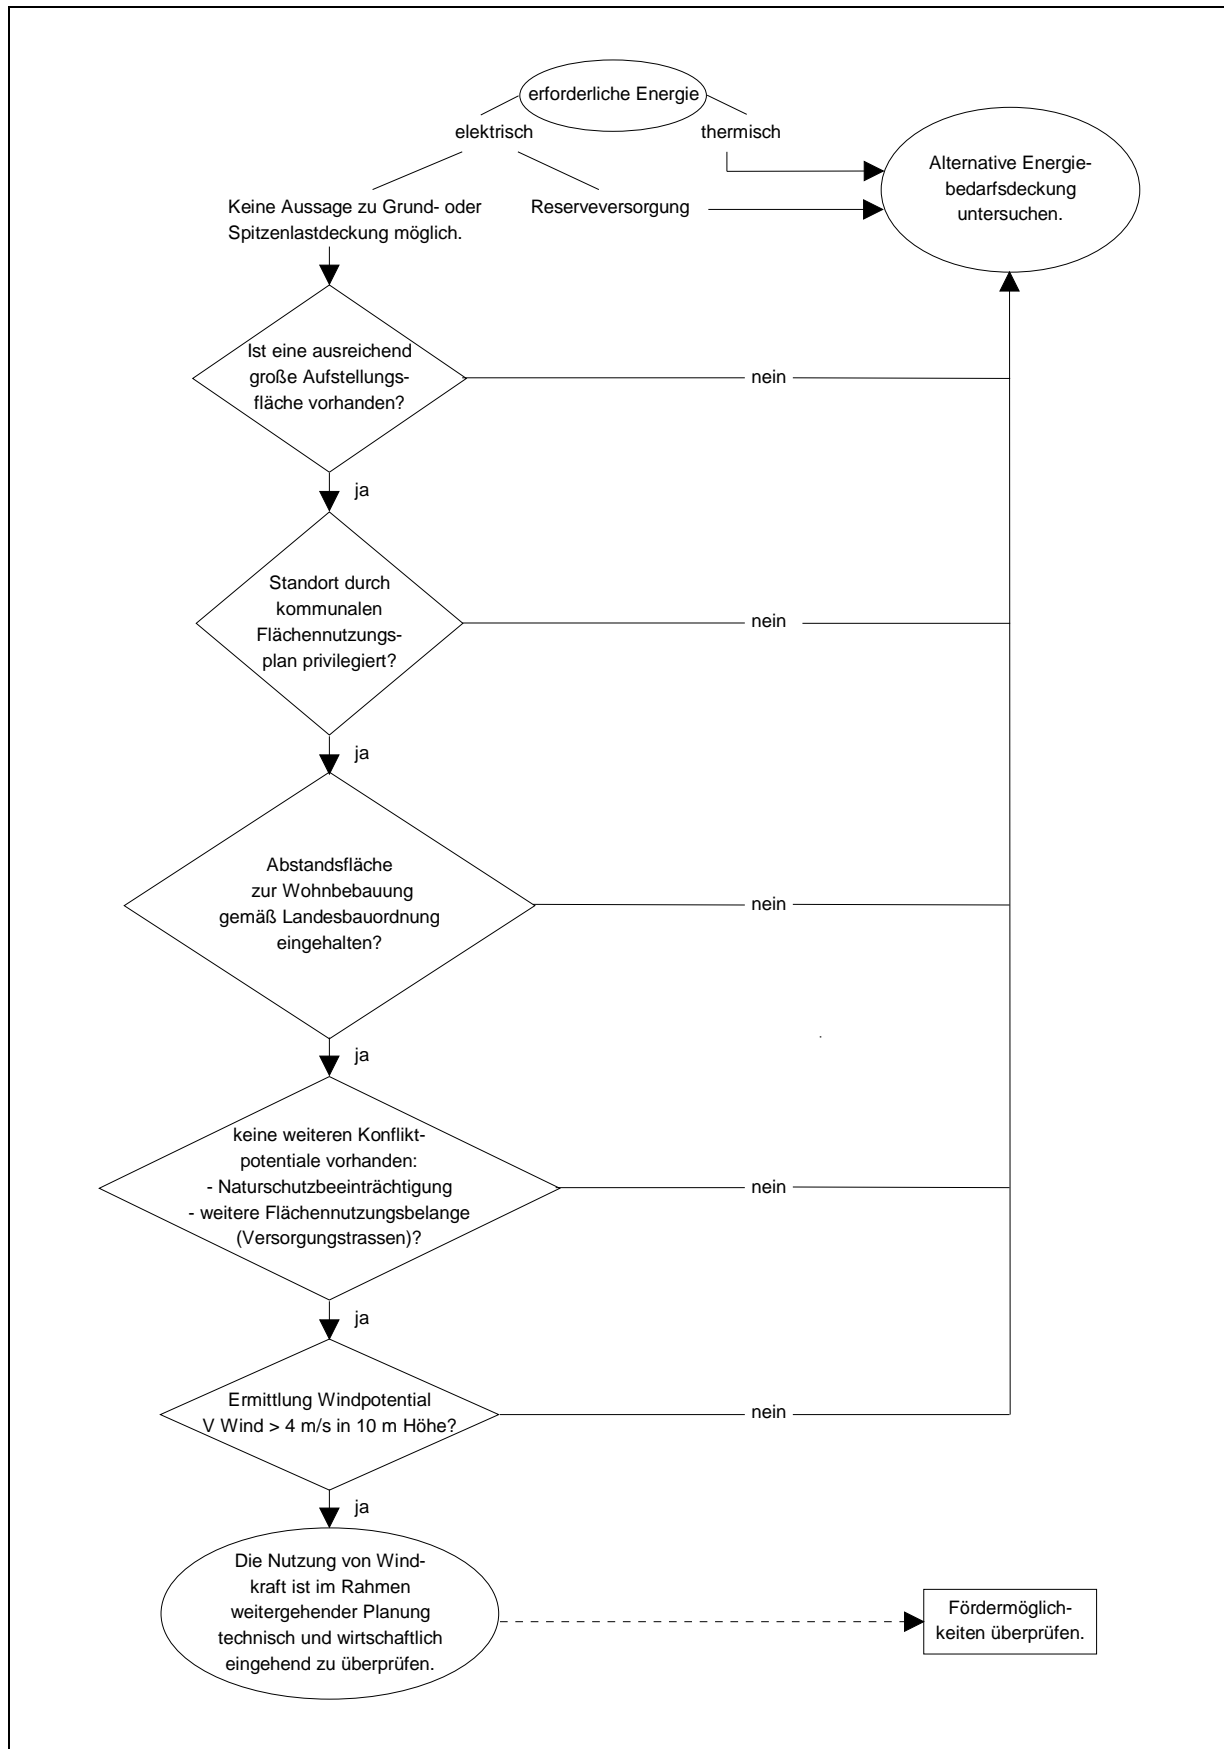 erforderliche Energie
elektrisch
thermisch
Alternative Energie-
bedarfsdeckung
untersuchen.
Keine Aussage zu Grund- oder
Spitzenlastdeckung möglich.
Reserveversorgung
Ist eine ausreichend
große Aufstellungs-
fläche vorhanden?
nein
ja
Standort durch
kommunalen
Flächennutzungs-
plan privilegiert?
nein
ja
Abstandsfläche
zur Wohnbebauung
gemäß Landesbauordnung
eingehalten?
nein
ja
keine weiteren Konflikt-
potentiale vorhanden:
- Naturschutzbeeinträchtigung
- weitere Flächennutzungsbelange
(Versorgungstrassen)?
nein
ja
Ermittlung Windpotential
V Wind > 4 m/s in 10 m Höhe?
nein
ja
Die Nutzung von Wind-
kraft ist im Rahmen
weitergehender Planung
technisch und wirtschaftlich
eingehend zu überprüfen.
Fördermöglich-
keiten überprüfen.